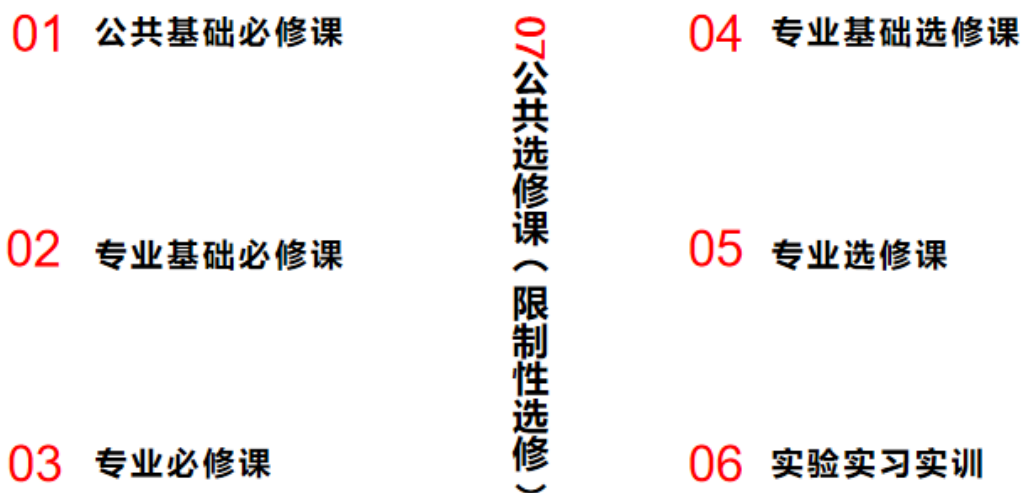 01 公共基础必修课
02 专业基础必修课
03 专业必修课
07公共选修课（限制性选修）
04 专业基础选修课
05 专业选修课
06 实验实习实训